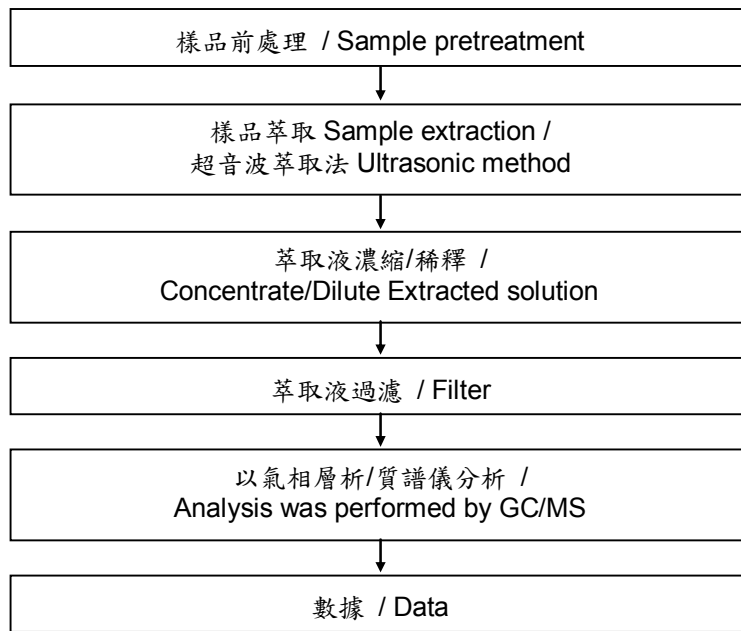 樣品前處理 / Sample pretreatment
樣品萃取 Sample extraction /
超音波萃取法 Ultrasonic method
萃取液濃縮/稀釋 /
Concentrate/Dilute Extracted solution
萃取液過濾 / Filter
以氣相層析/質譜儀分析 /
Analysis was performed by GC/MS
數據 / Data